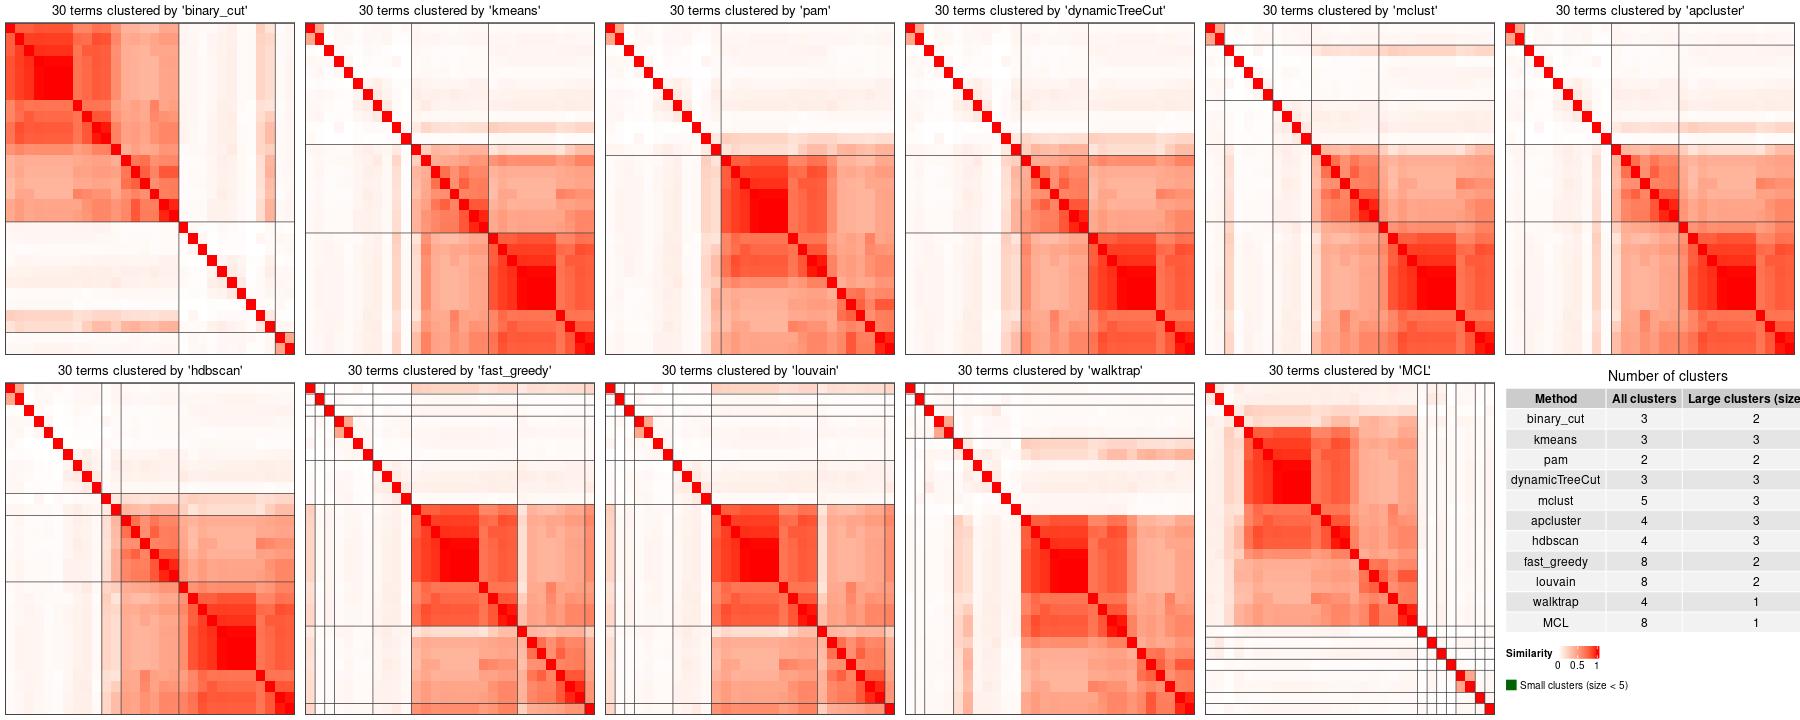 30 terms clustered by 'binary_cut'
30 terms clustered by 'kmeans'
30 terms clustered by 'pam'
30 terms clustered by 'dynamicTreeCut'
30 terms clustered by 'mclust'
30 terms clustered by 'apcluster'
30 terms clustered by 'hdbscan'
30 terms clustered by 'fast_greedy'
30 terms clustered by 'louvain'
30 terms clustered by 'walktrap'
30 terms clustered by 'MCL'
Number of clusters
Method All clusters Large clusters (size
binary_cut 3 2
kmeans 3 3
pam 2 2
dynamicTreeCut 3 3
mclust 5 3
apcluster 4 3
hdbscan 4 3
fast_greedy 8 2
louvain 8 2
walktrap 4 1
MCL 8 1
Similarity
0 0.5 1
Small clusters (size < 5)